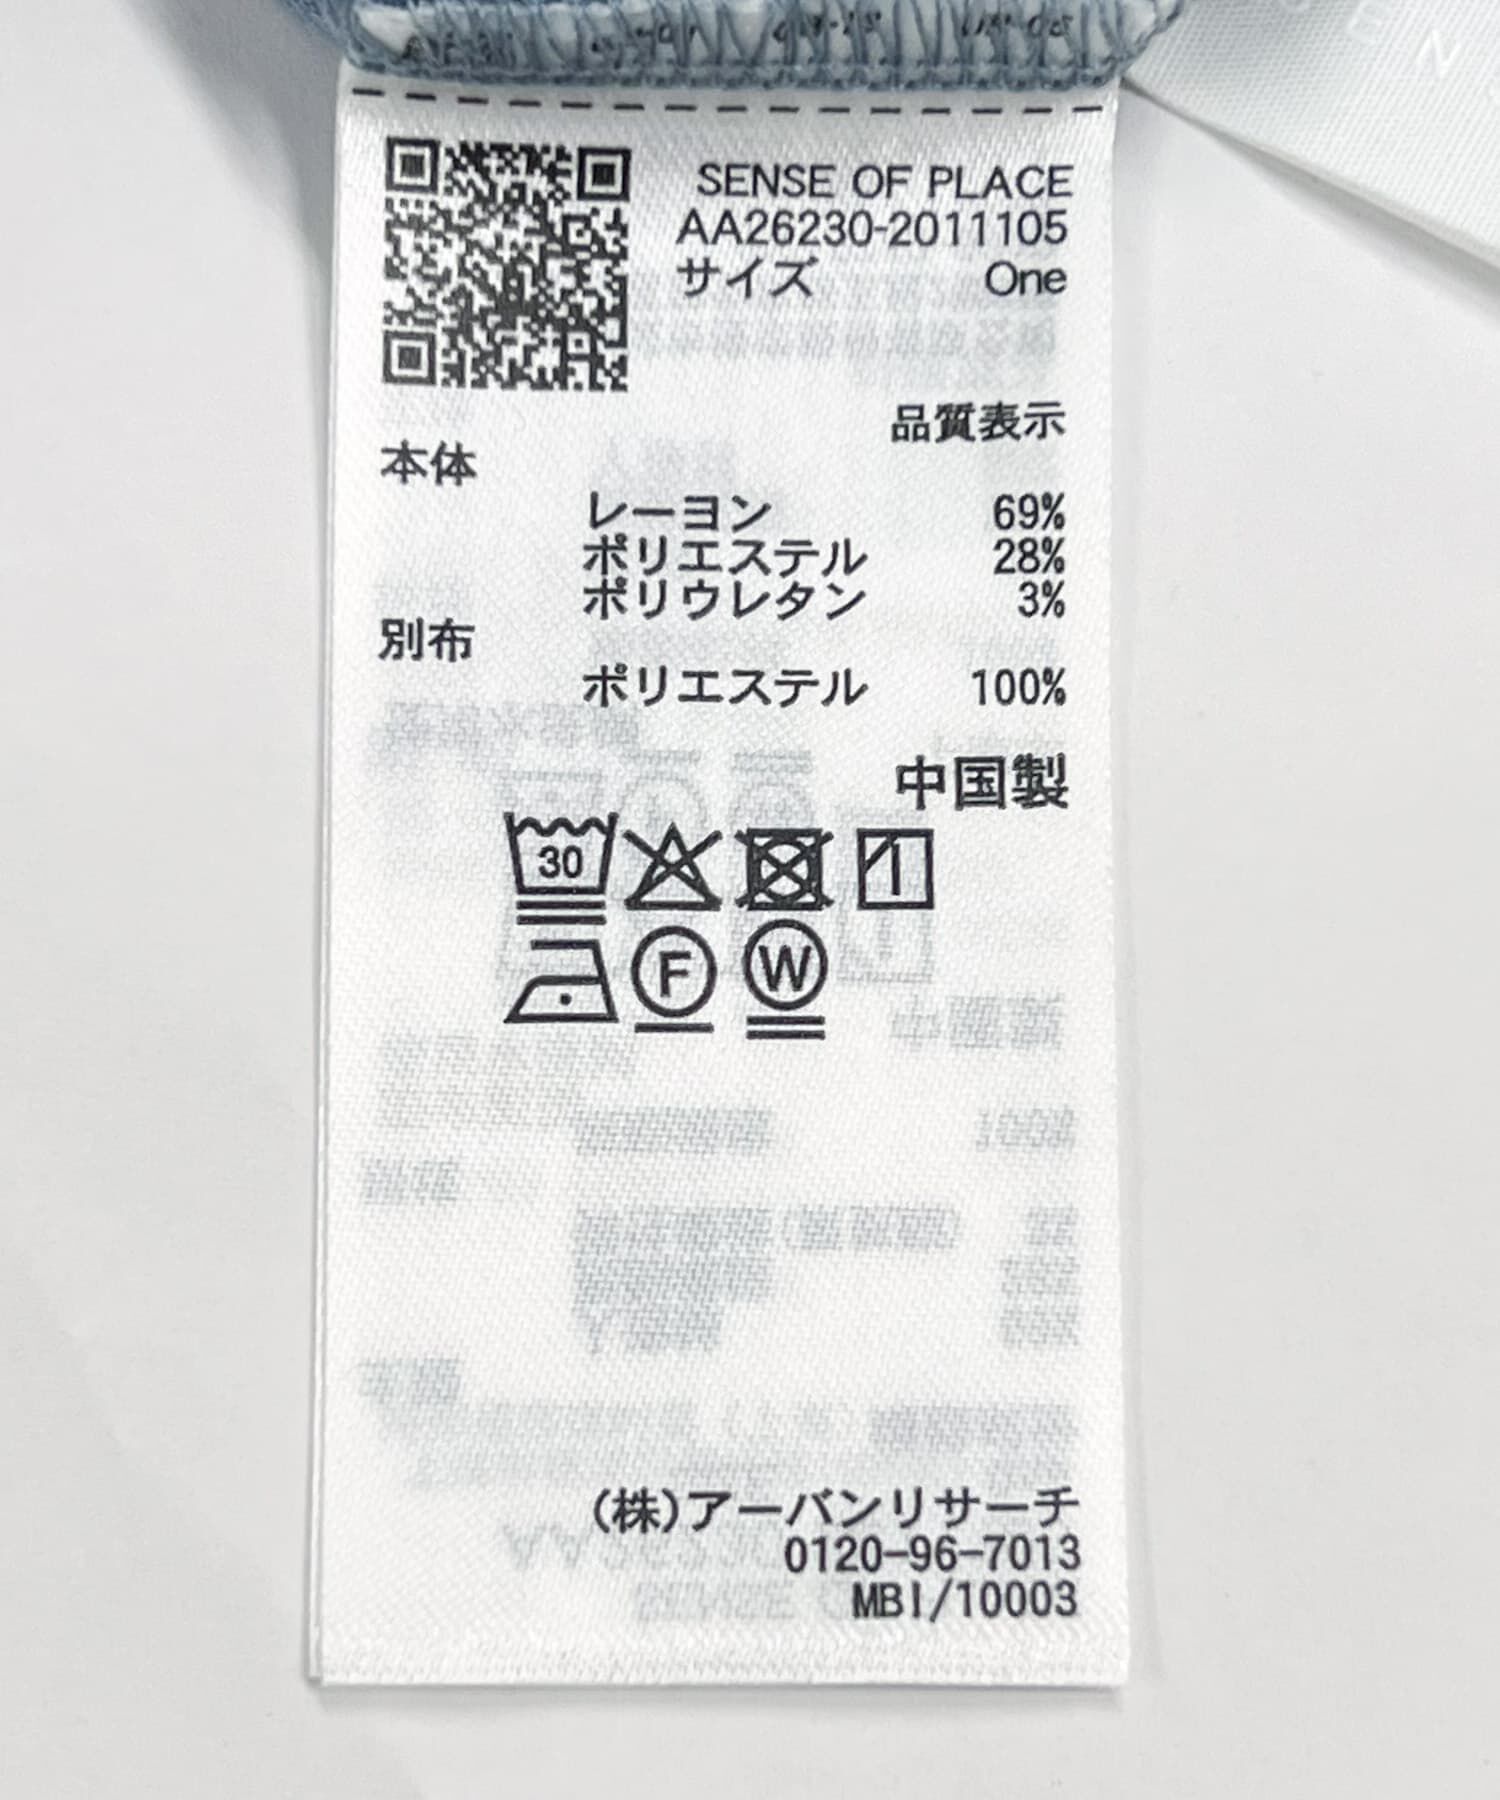 SENSE OF PLACE
AA26230-2011105
サイズ One
品質表示
本体
レーヨン 69%
ポリエステル 28%
ポリウレタン 3%
別布
ポリエステル 100%
中国製
30
F W
(株)アーバンリサーチ
0120-96-7013
MBI/10003